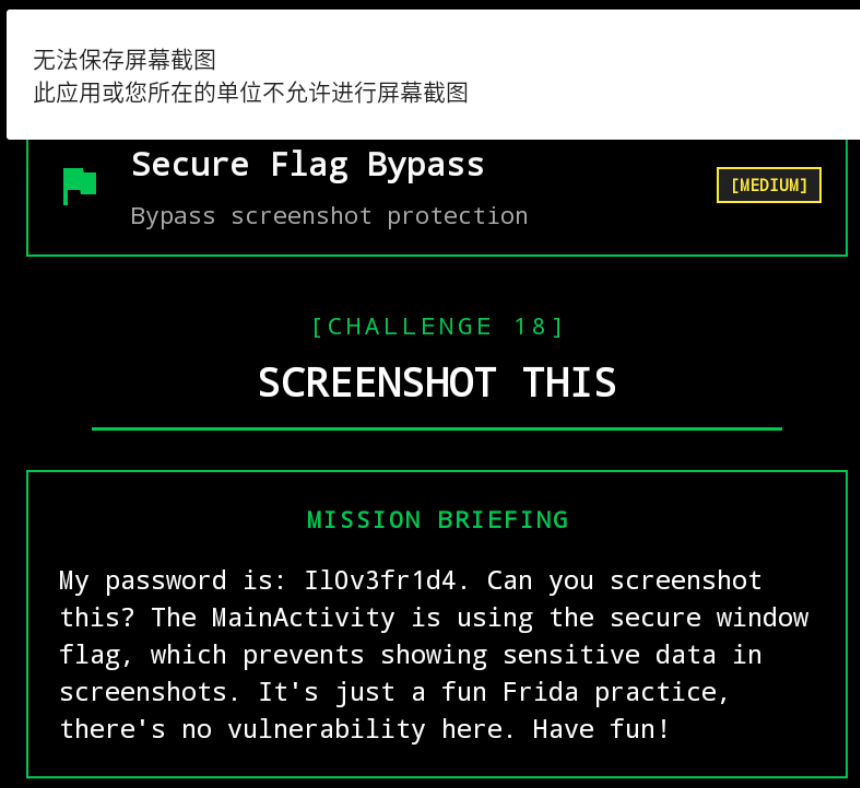 无法保存屏幕截图
此应用或您所在的单位不允许进行屏幕截图
Secure Flag Bypass
[MEDIUM]
Bypass screenshot protection
[CHALLENGE 18]
SCREENSHOT THIS
MISSION BRIEFING
My password is: Il0v3fr1d4. Can you screenshot
this? The MainActivity is using the secure window
flag, which prevents showing sensitive data in
screenshots. It's just a fun Frida practice,
there's no vulnerability here. Have fun!